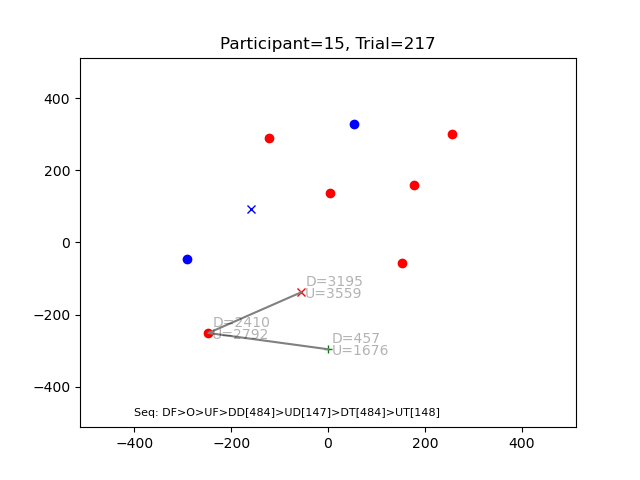 Participant=15, Trial=217
400
200
0
−200
−400
D=3195
U=3559
D=2410
U=2792
D=457
U=1676
Seq: DF>O>UF>DD[484]>UD[147]>DT[484]>UT[148]
−400
−200
0
200
400